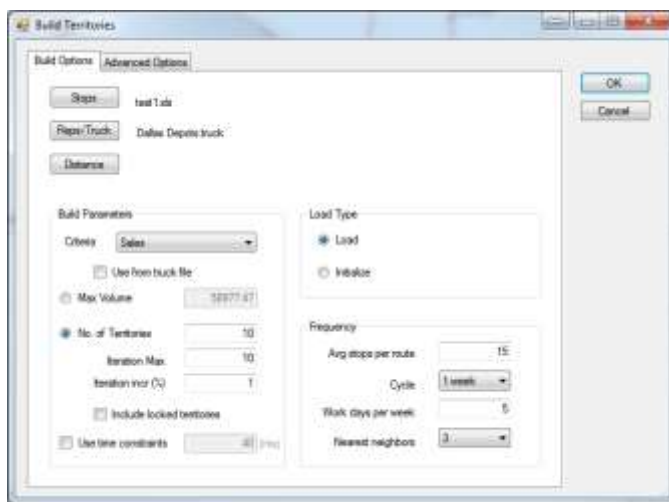 Build Territories
Build Options
Advanced Options
Stops
test1.xls
Reps/Truck
Dallas Depots.truck
Distance
OK
Cancel
Build Parameters
Criteria
Sales
Use from truck file
Max Volume
No. of Territories
10
Iteration Max.
10
Iteration incr (%)
1
Include locked territories
Use time constraints
40
Load Type
Load
Initialize
Frequency
Avg stops per route
15
Cycle
1 week
Work days per week
5
Nearest neighbors
3